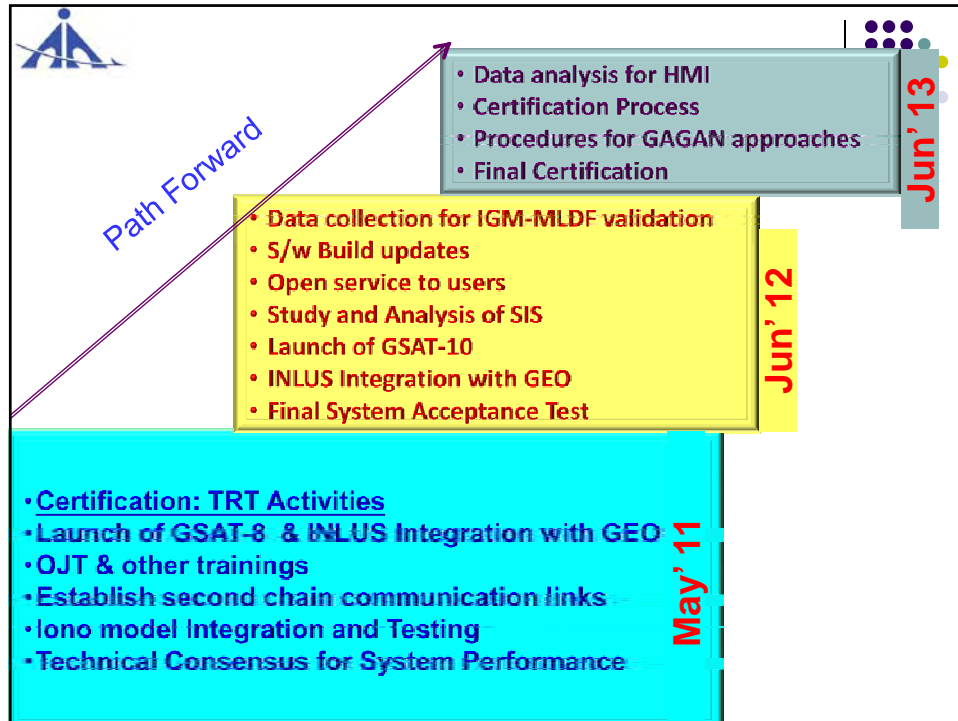 • Data analysis for HMI
• Certification Process
• Procedures for GAGAN approaches
• Final Certification
Jun’ 13
Path Forward
• Data collection for IGM-MLDF validation
• S/w Build updates
• Open service to users
• Study and Analysis of SIS
• Launch of GSAT-10
• INLUS Integration with GEO
• Final System Acceptance Test
Jun’ 12
•Certification: TRT Activities
•Launch of GSAT-8 & INLUS Integration with GEO
•OJT & other trainings
•Establish second chain communication links
•Iono model Integration and Testing
•Technical Consensus for System Performance
May’ 11